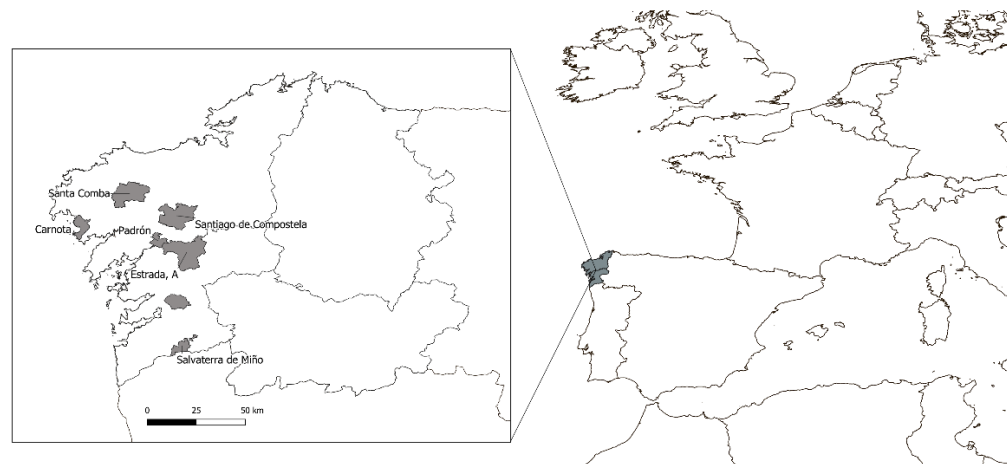 Santa Comba
Santiago de Compostela
Carnota
Padrón
Estrada, A
Salvaterra de Miño
0 25 50 km